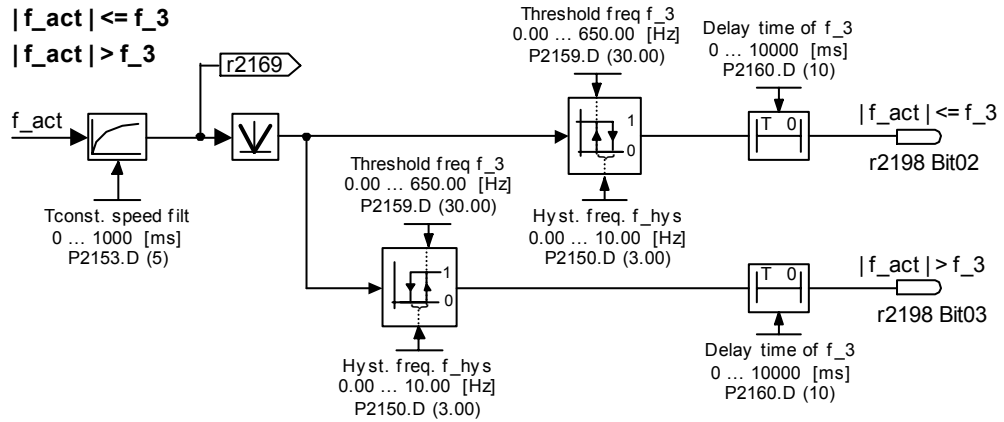 | f_act | <= f_3
| f_act | > f_3
r2169
f_act
Tconst. speed filt
0 ... 1000 [ms]
P2153.D (5)
Threshold freq f_3
0.00 ... 650.00 [Hz]
P2159.D (30.00)
1
0
Hyst. freq. f_hys
0.00 ... 10.00 [Hz]
P2150.D (3.00)
Delay time of f_3
0 ... 10000 [ms]
P2160.D (10)
T 0
| f_act | <= f_3
r2198 Bit02
Threshold freq f_3
0.00 ... 650.00 [Hz]
P2159.D (30.00)
1
0
Hyst. freq. f_hys
0.00 ... 10.00 [Hz]
P2150.D (3.00)
T 0
Delay time of f_3
0 ... 10000 [ms]
P2160.D (10)
| f_act | > f_3
r2198 Bit03